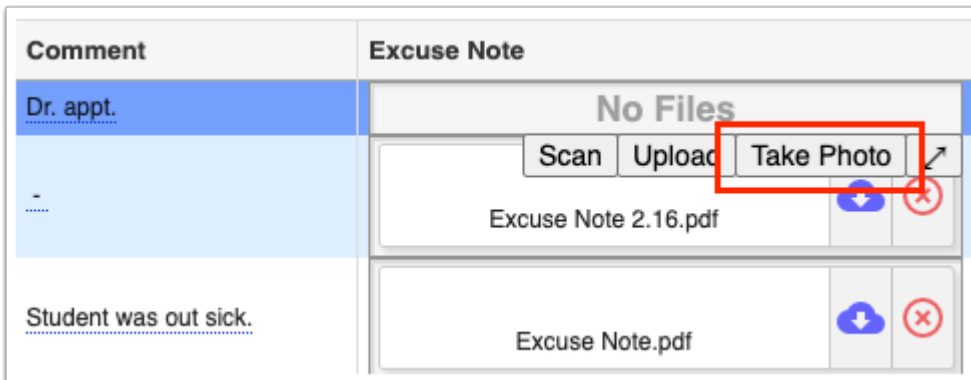 Comment Excuse Note
Dr. appt. No Files
Scan Upload Take Photo
- Excuse Note 2.16.pdf
Student was out sick. Excuse Note.pdf